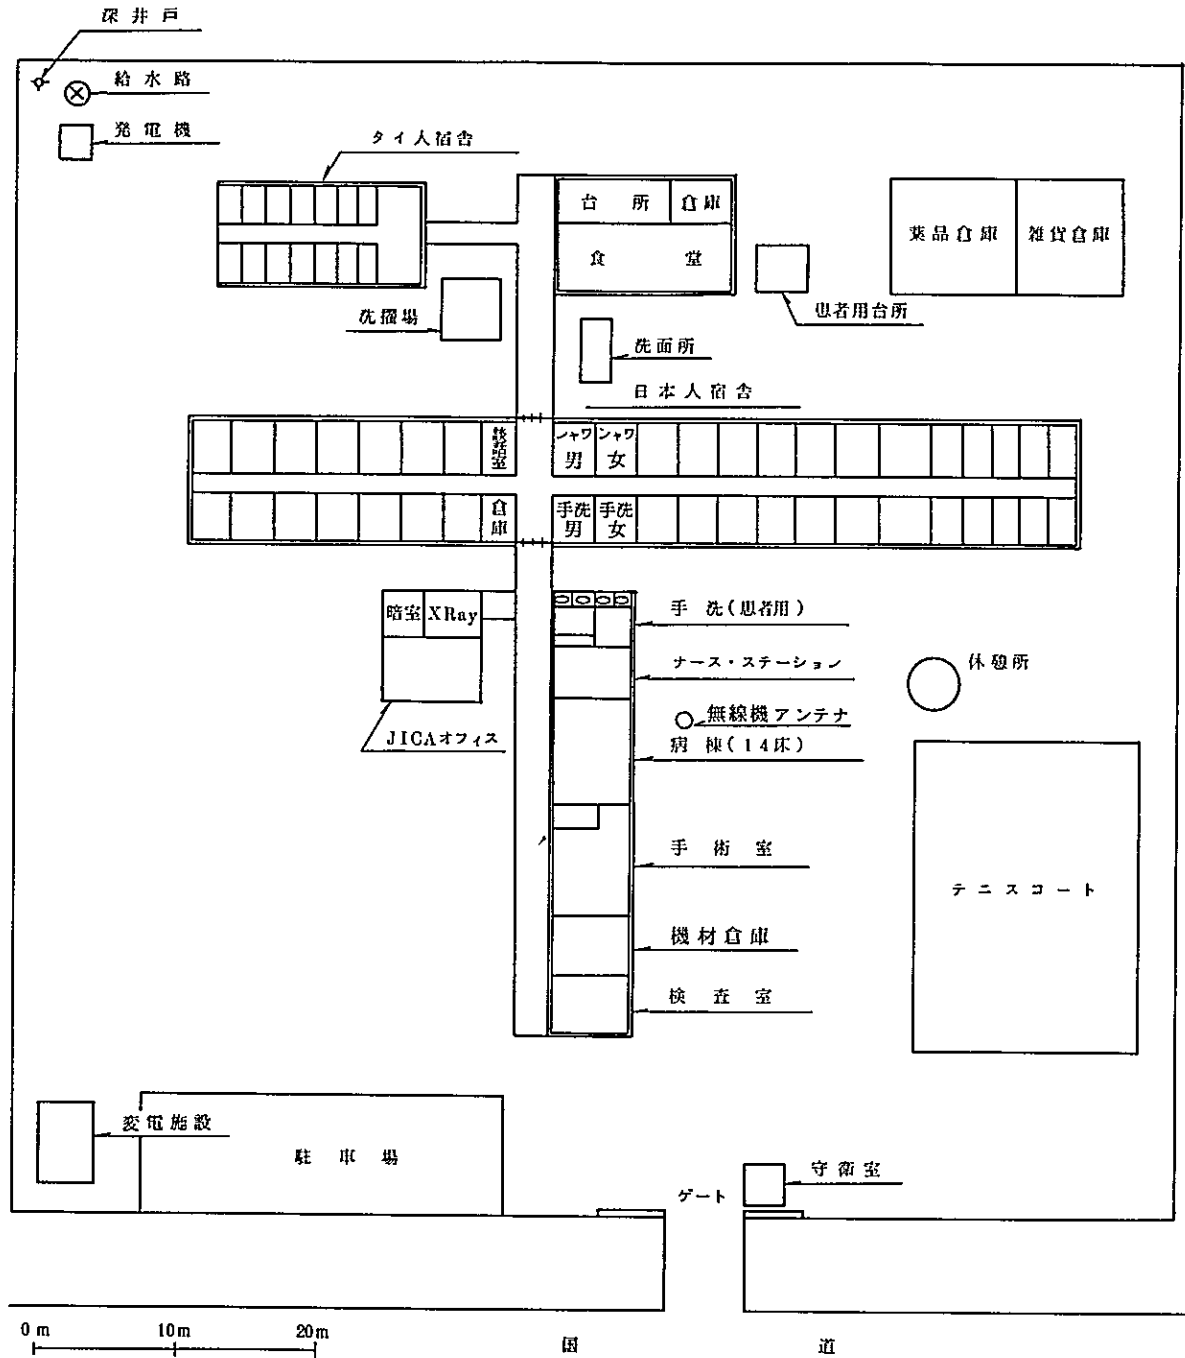 深井戸
給水路
発電機
タイ人宿舎
台所
倉庫
食堂
薬品倉庫
雑貨倉庫
患者用台所
洗濯場
洗面所
日本人宿舎
談話室
シャワ
男
シャワ
女
倉庫
手洗
男
手洗
女
暗室
XRay
手洗(患者用)
ナース・ステーション
休憩所
無線機アンテナ
JICAオフィス
病棟(14床)
手術室
テニスコート
機材倉庫
検査室
変電施設
駐車場
守衛室
ゲート
0m
10m
20m
国道